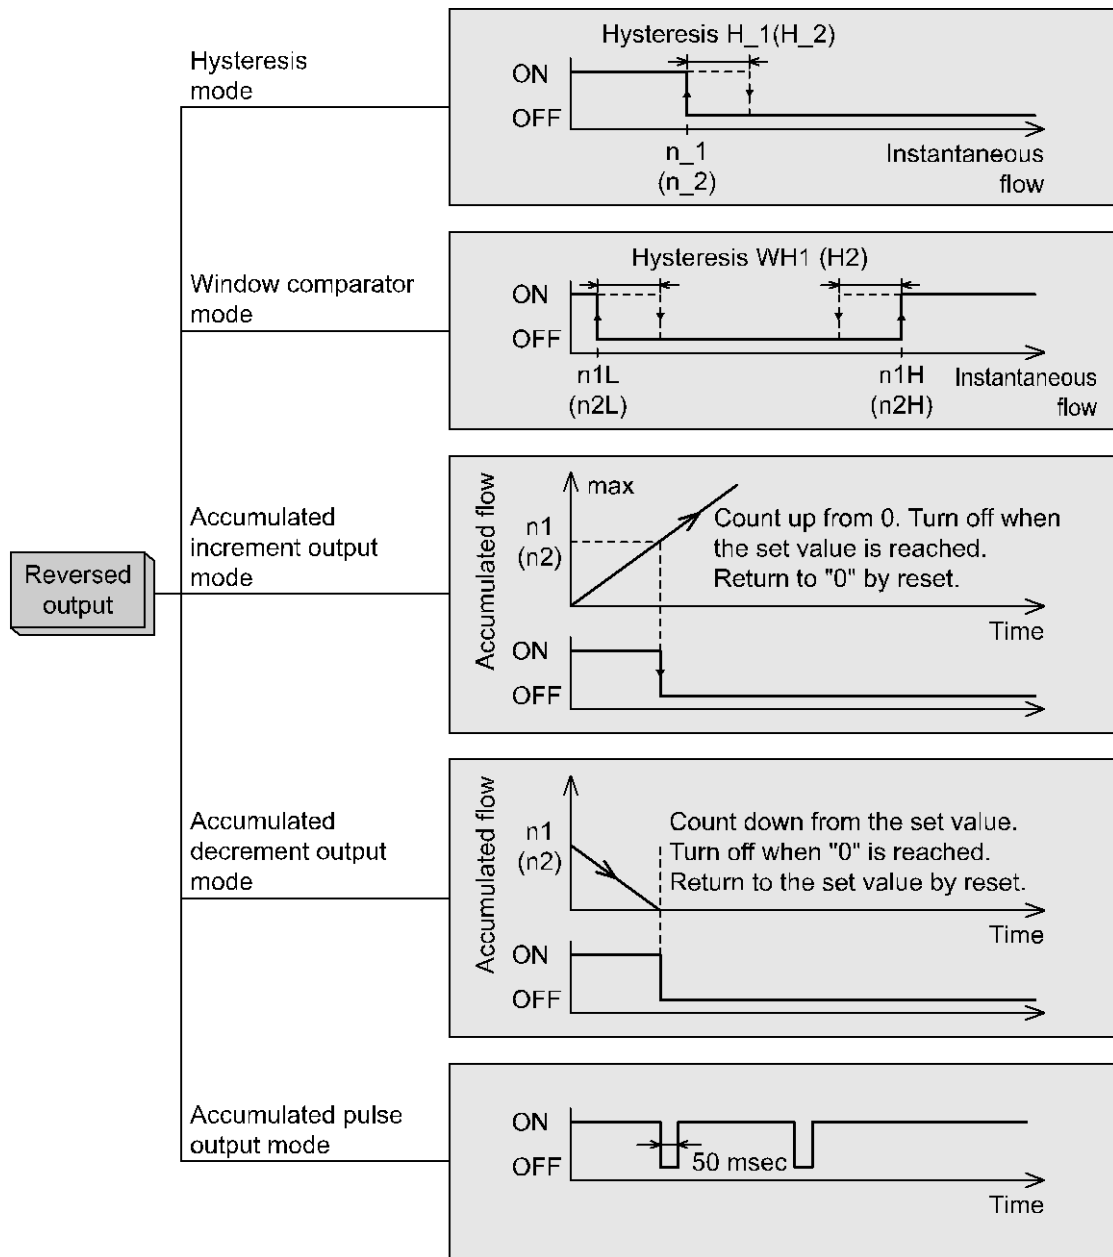 Reversed
output
Hysteresis
mode
Hysteresis H_1(H_2)
ON
OFF
n_1
(n_2)
Instantaneous
flow
Window comparator
mode
Hysteresis WH1 (H2)
ON
OFF
n1L
(n2L)
n1H
(n2H)
Instantaneous
flow
Accumulated
increment output
mode
Accumulated flow
max
n1
(n2)
Count up from 0. Turn off when
the set value is reached.
Return to "0" by reset.
Time
ON
OFF
Accumulated
decrement output
mode
Accumulated flow
n1
(n2)
Count down from the set value.
Turn off when "0" is reached.
Return to the set value by reset.
Time
ON
OFF
Accumulated pulse
output mode
ON
OFF
50 msec
Time